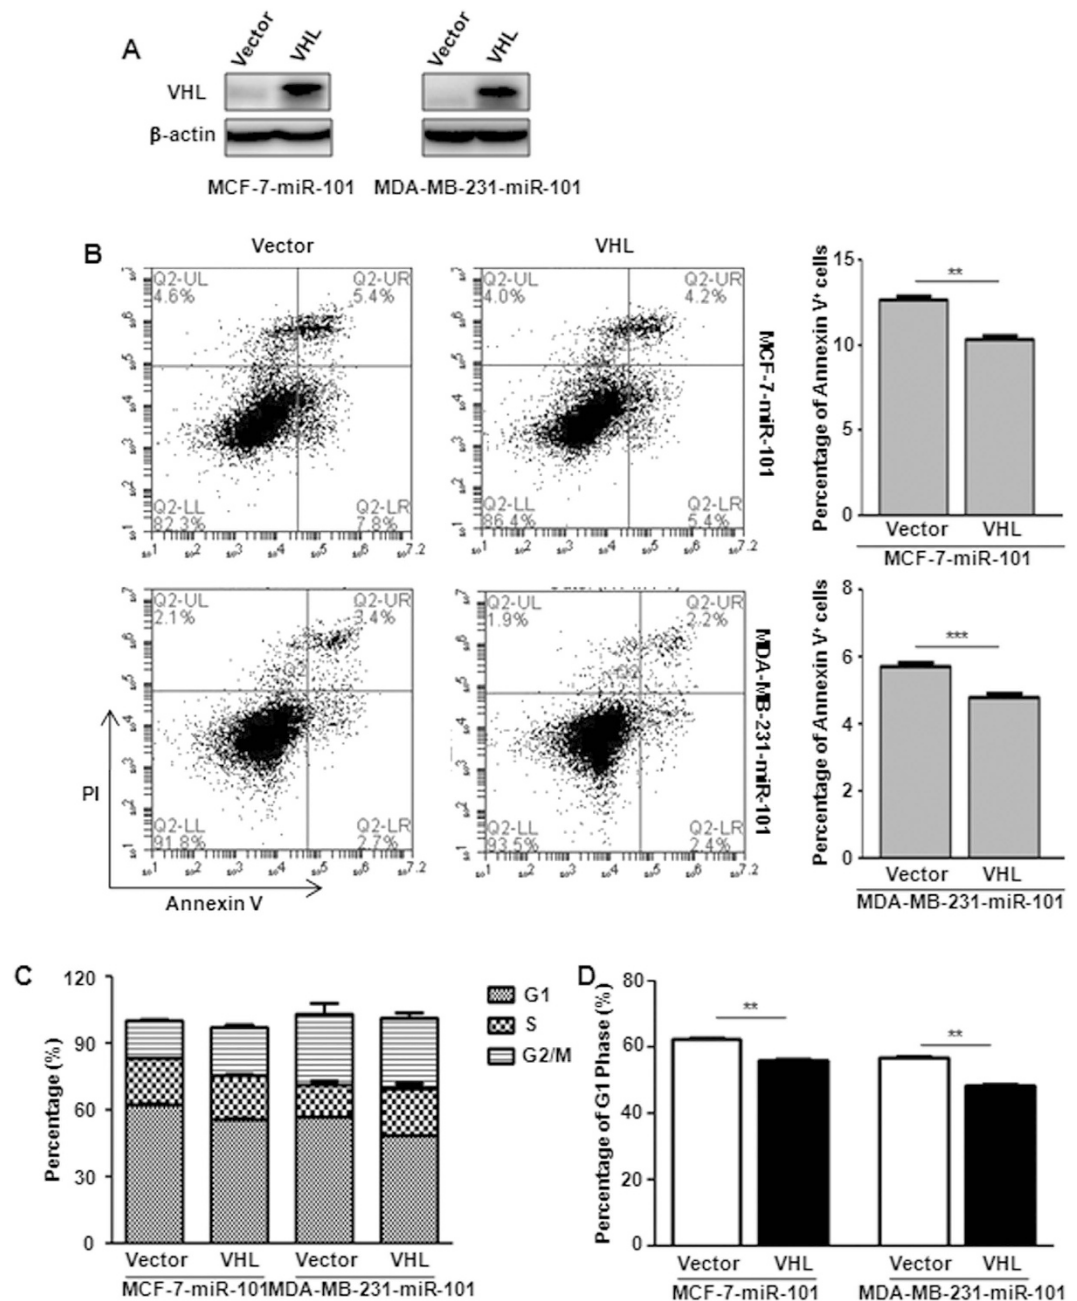 A
Vector
VHL
Vector
VHL
VHL
β-actin
MCF-7-miR-101
MDA-MB-231-miR-101
B
Vector
VHL
Q2-UL
4.6%
Q2-UR
5.4%
Q2-LL
82.3%
Q2-LR
7.8%
Q2-UL
4.0%
Q2-UR
4.2%
Q2-LL
86.4%
Q2-LR
5.4%
MCF-7-miR-101
Percentage of Annexin V⁺ cells
15
10
5
0
**
Vector VHL
MCF-7-miR-101
Q2-UL
2.1%
Q2-UR
3.4%
Q2-LL
91.8%
Q2-LR
2.7%
Q2-UL
1.9%
Q2-UR
2.2%
Q2-LL
93.5%
Q2-LR
2.4%
MDA-MB-231-miR-101
PI
Annexin V
Percentage of Annexin V⁺ cells
8
6
4
2
0
***
Vector VHL
MDA-MB-231-miR-101
C
Percentage (%)
120
90
60
30
0
G1
S
G2/M
Vector VHL Vector VHL
MCF-7-miR-101 MDA-MB-231-miR-101
D
Percentage of G1 Phase (%)
80
60
40
20
0
**
**
Vector VHL Vector VHL
MCF-7-miR-101 MDA-MB-231-miR-101